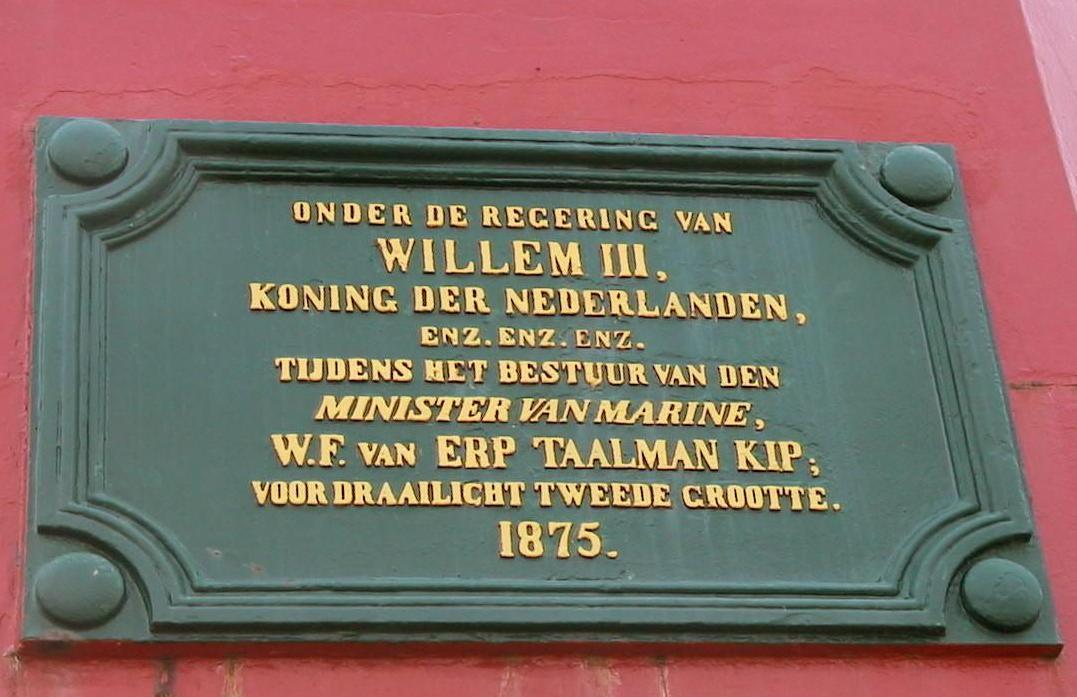 ONDER DE REGERING VAN
WILLEM III,
KONING DER NEDERLANDEN,
ENZ. ENZ. ENZ.
TIJDENS HET BESTUUR VAN DEN
MINISTER VAN MARINE,
W.F. VAN ERP TAALMAN KIP;
VOOR DRAAILICHT TWEEDE GROOTTE.
1875.